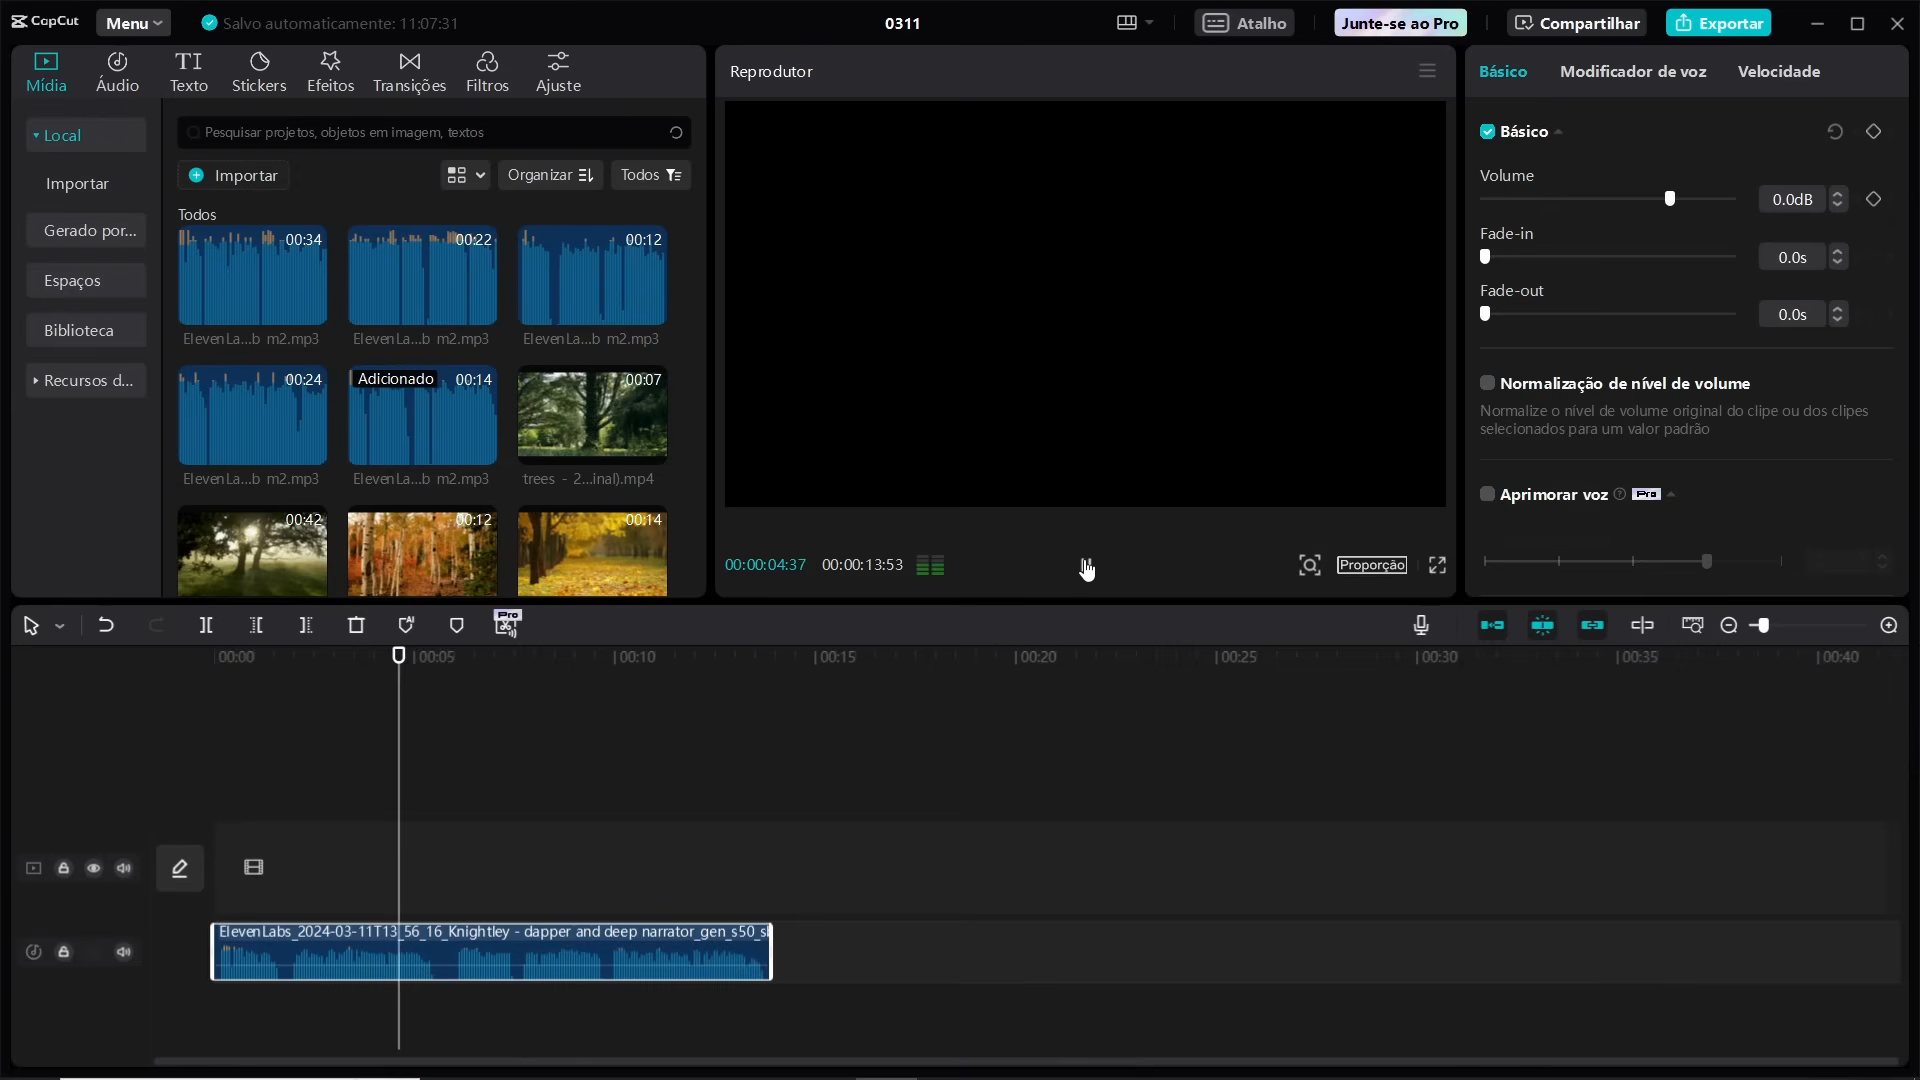 CapCut
Menu
Salvo automaticamente: 11:07:31
0311
Atalho
Junte-se ao Pro
Compartilhar
Exportar
Mídia
Áudio
Texto
Stickers
Efeitos
Transições
Filtros
Ajuste
Local
Importar
Gerado por...
Espaços
Biblioteca
Recursos d...
Pesquisar projetos, objetos em imagem, textos
Importar
Organizar
Todos
Todos
00:34
00:22
00:12
ElevenLa...b m2.mp3
ElevenLa...b m2.mp3
ElevenLa...b m2.mp3
00:24
Adicionado
00:14
00:07
ElevenLa...b m2.mp3
ElevenLa...b m2.mp3
trees - 2...inal).mp4
00:42
00:12
00:14
Reprodutor
00:00:04:37
00:00:13:53
Proporção
Básico
Modificador de voz
Velocidade
Básico
Volume
0.0dB
Fade-in
0.0s
Fade-out
0.0s
Normalização de nível de volume
Normalize o nível de volume original do clipe ou dos clipes
selecionados para um valor padrão
Aprimorar voz
Pro
Pro
00:00
00:05
00:10
00:15
00:20
00:25
00:30
00:35
00:40
ElevenLabs_2024-03-11T13_56_16_Knightley - dapper and deep narrator_gen_s50_s